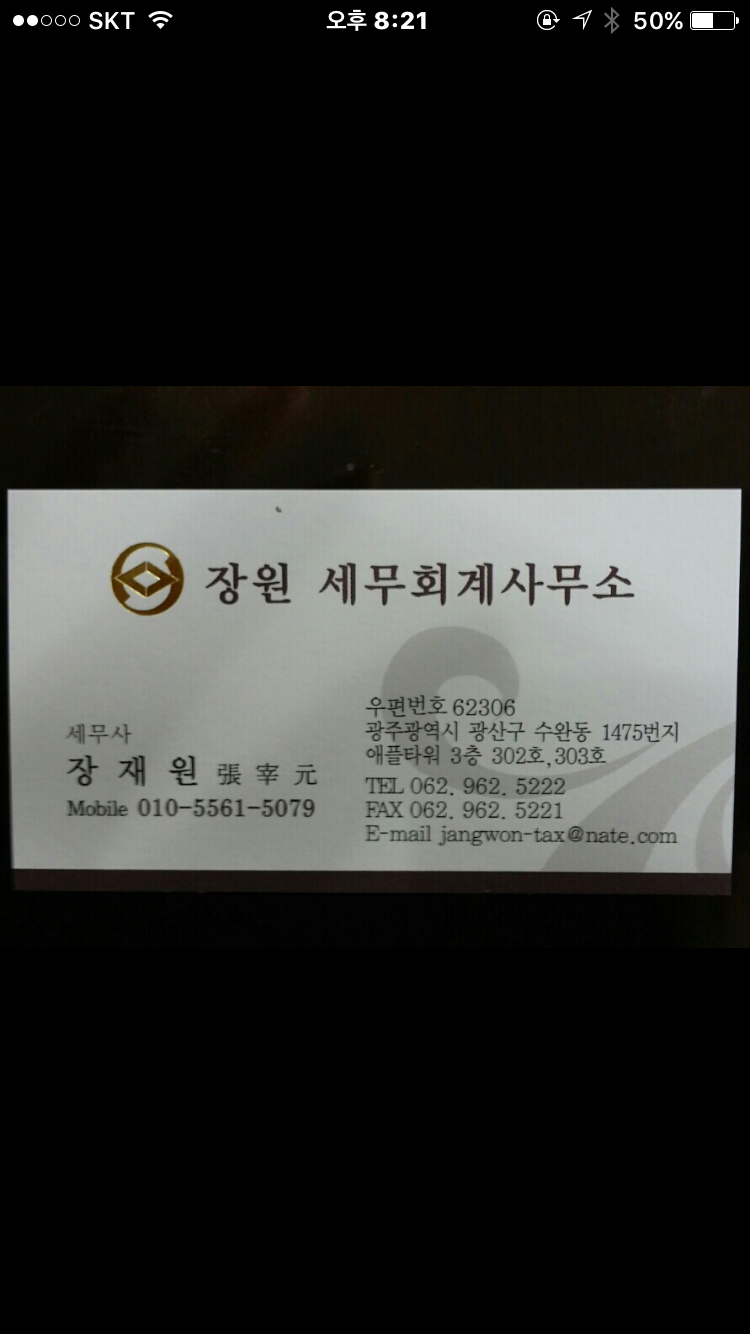 SKT 오후 8:21 50%
장원 세무회계사무소
세무사
장 재 원 張 宰 元
Mobile 010-5561-5079
우편번호 62306
광주광역시 광산구 수완동 1475번지
애플타워 3층 302호,303호
TEL 062. 962. 5222
FAX 062. 962. 5221
E-mail jangwon-tax@nate.com